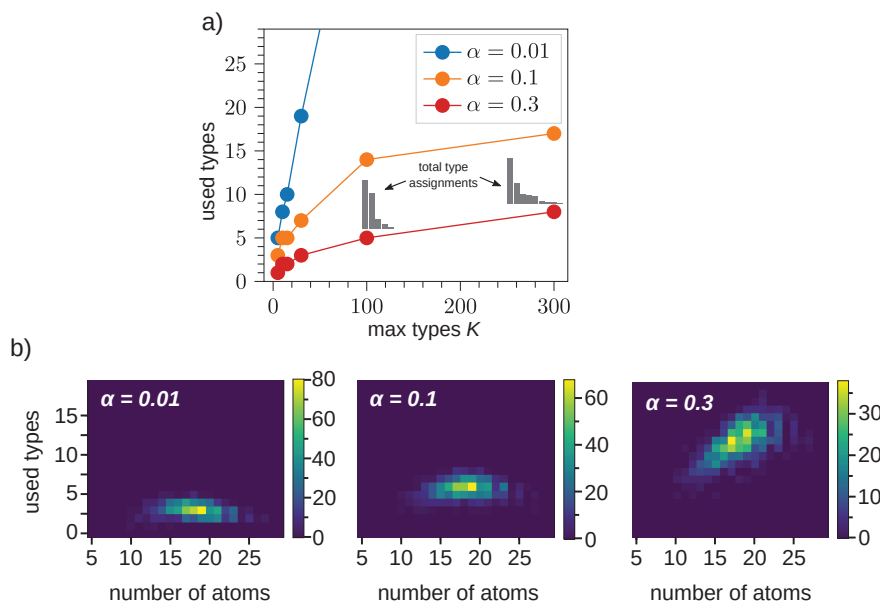 a)
used types
0
5
10
15
20
25
α = 0.01
α = 0.1
α = 0.3
total type
assignments
0
100
200
300
max types K
b)
used types
15
10
5
0
α = 0.01
80
60
40
20
0
5
10
15
20
25
number of atoms
α = 0.1
60
40
20
0
5
10
15
20
25
number of atoms
α = 0.3
30
20
10
0
5
10
15
20
25
number of atoms